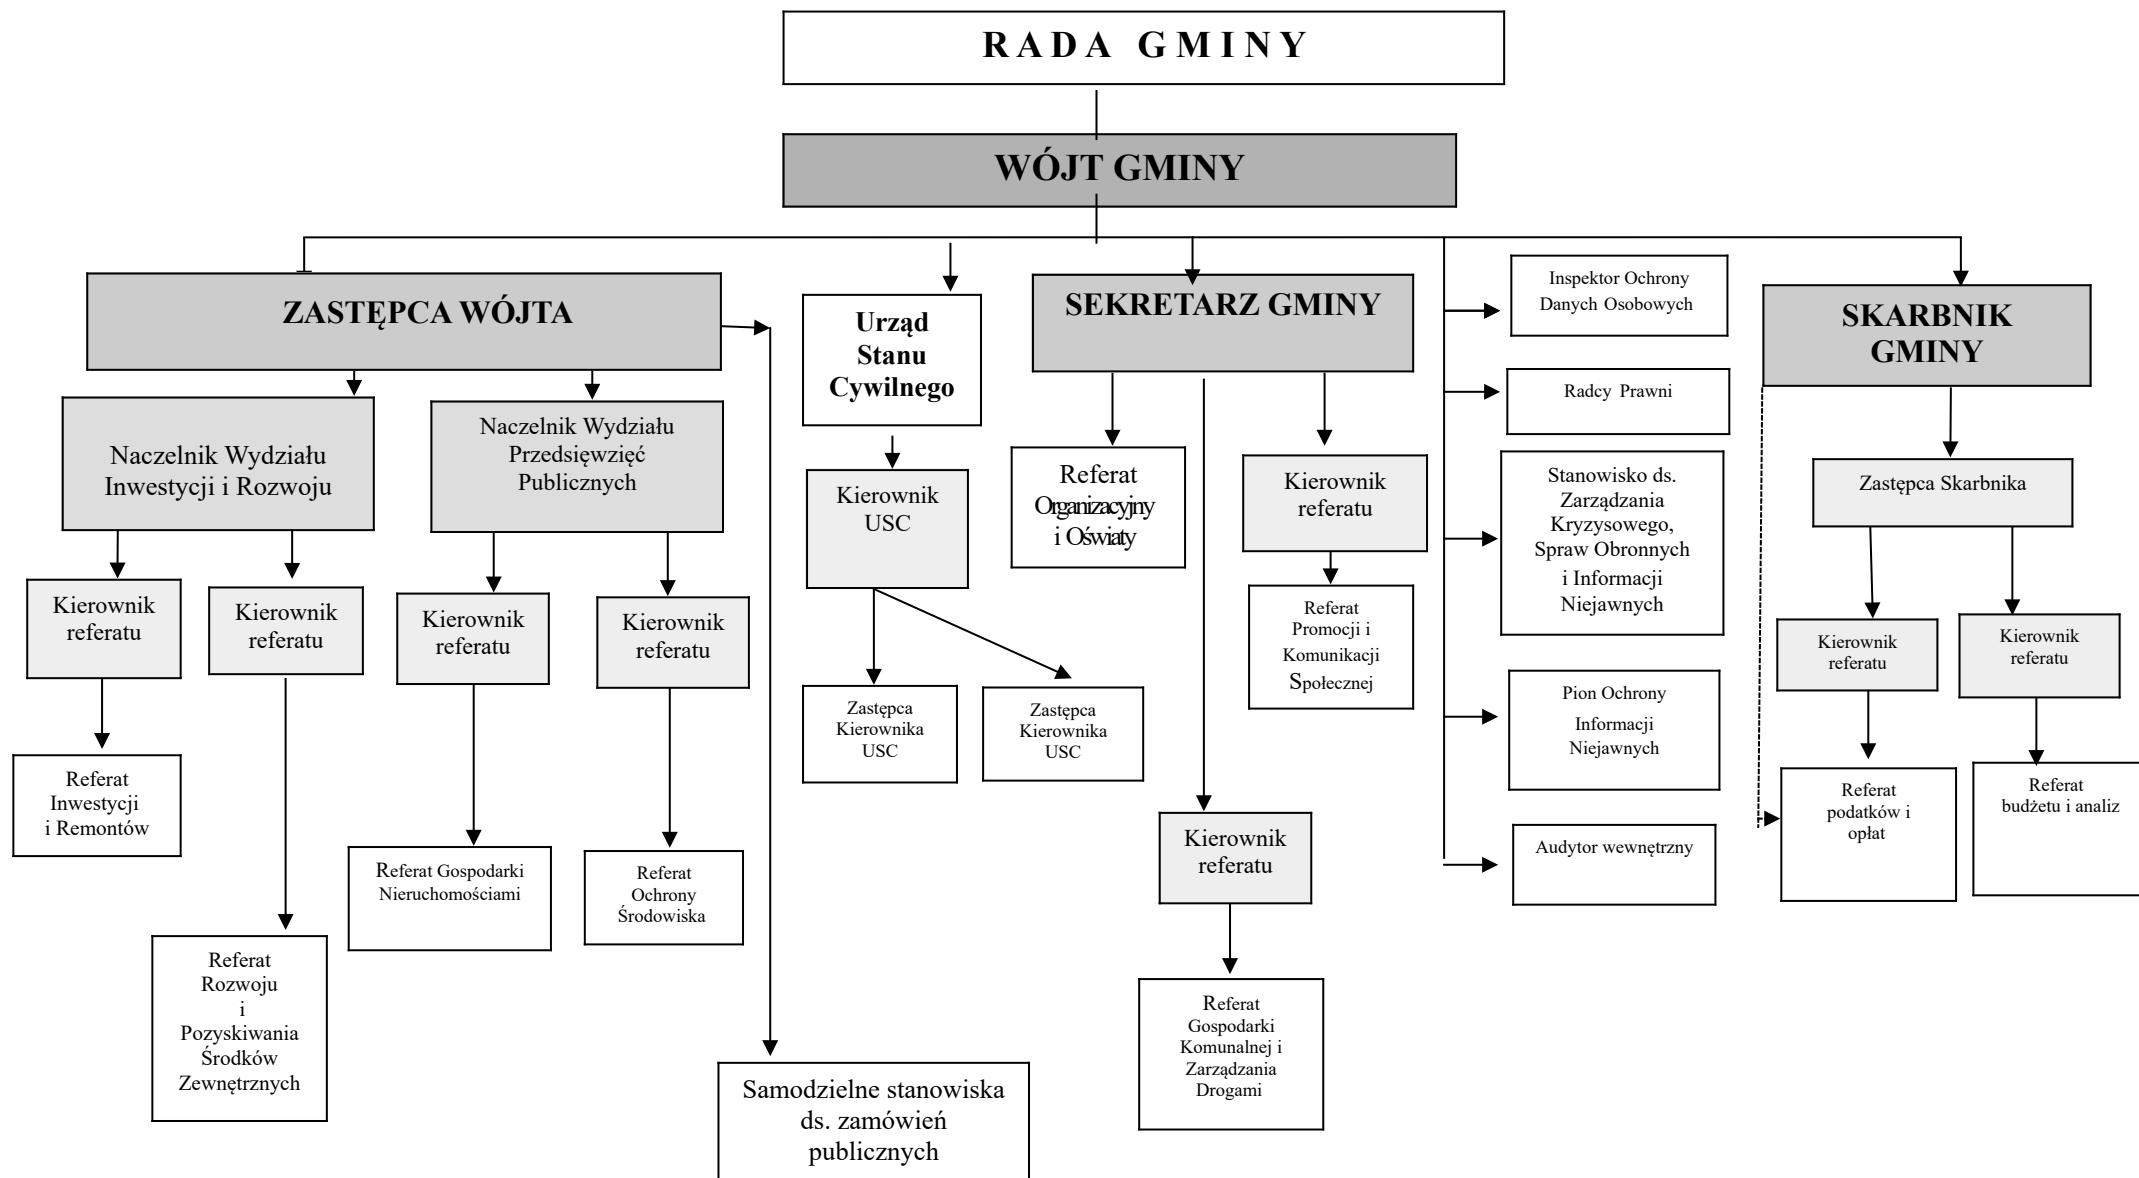 RADA GMINY
WÓJT GMINY
ZASTĘPCA WÓJTA
Naczelnik Wydziału
Inwestycji i Rozwoju
Naczelnik Wydziału
Przedsięwzięć
Publicznych
Kierownik
referatu
Kierownik
referatu
Kierownik
referatu
Kierownik
referatu
Referat
Inwestycji
i Remontów
Referat
Rozwoju
i
Pozyskiwania
Środków
Zewnętrznych
Referat Gospodarki
Nieruchomościami
Referat
Ochrony
Środowiska
Samodzielne stanowiska
ds. zamówień
publicznych
Urząd
Stanu
Cywilnego
Kierownik
USC
Zastępca
Kierownika
USC
Zastępca
Kierownika
USC
SEKRETARZ GMINY
Referat
Organizacyjny
i Oświaty
Kierownik
referatu
Referat
Promocji i
Komunikacji
Społecznej
Kierownik
referatu
Referat
Gospodarki
Komunalnej i
Zarządzania
Drogami
Inspektor Ochrony
Danych Osobowych
Radcy Prawni
Stanowisko ds.
Zarządzania
Kryzysowego,
Spraw Obronnych
i Informacji
Niejawnych
Pion Ochrony
Informacji
Niejawnych
Audytor wewnętrzny
SKARBNIK
GMINY
Zastępca Skarbnika
Kierownik
referatu
Kierownik
referatu
Referat
podatków i
opłat
Referat
budżetu i analiz